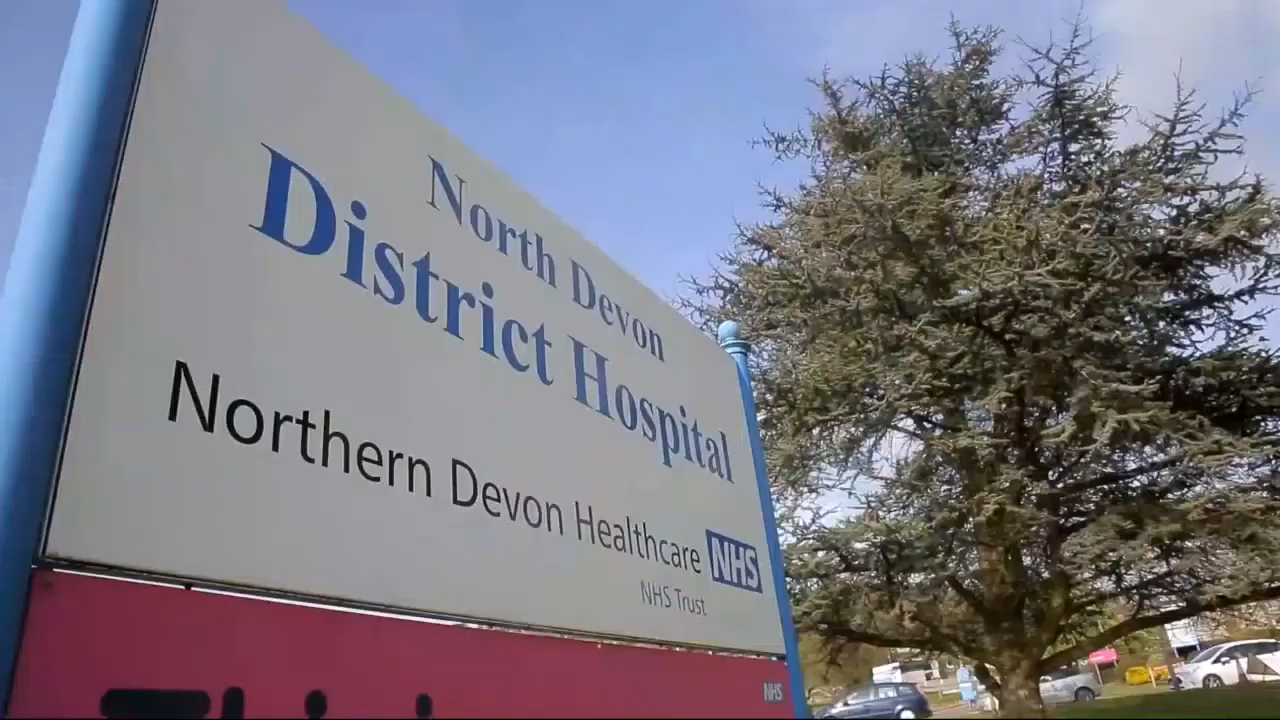 North Devon
District Hospital
Northern Devon Healthcare NHS
NHS Trust
NHS